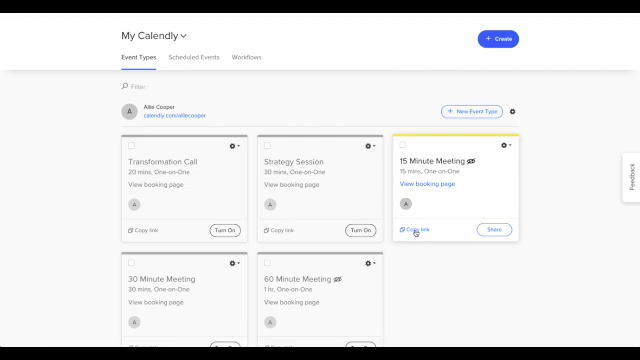 My Calendly
+ Create
Event Types Scheduled Events Workflows
Filter
Feedback
A
Allie Cooper
calendly.com/alliecooper
+ New Event Type
Transformation Call
20 mins, One-on-One
View booking page
A
Copy link
Turn On
Strategy Session
30 mins, One-on-One
View booking page
A
Copy link
Turn On
15 Minute Meeting
15 mins, One-on-One
View booking page
A
Copy link
Share
30 Minute Meeting
30 mins, One-on-One
View booking page
A
60 Minute Meeting
1 hr, One-on-One
View booking page
A